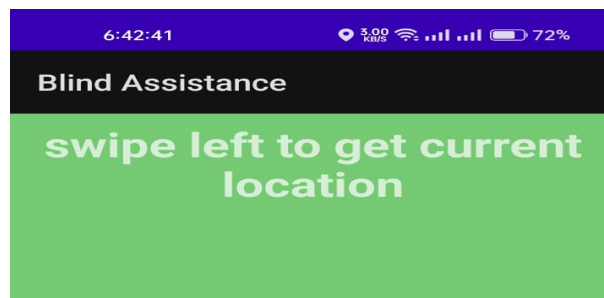 6:42:41 3.00 KB/S 72%
Blind Assistance
swipe left to get current
location